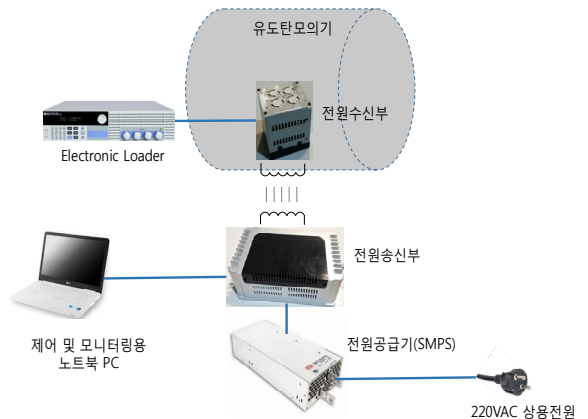 유도탄모의기
전원수신부
Electronic Loader
전원송신부
제어 및 모니터링용
노트북 PC
전원공급기(SMPS)
220VAC 상용전원